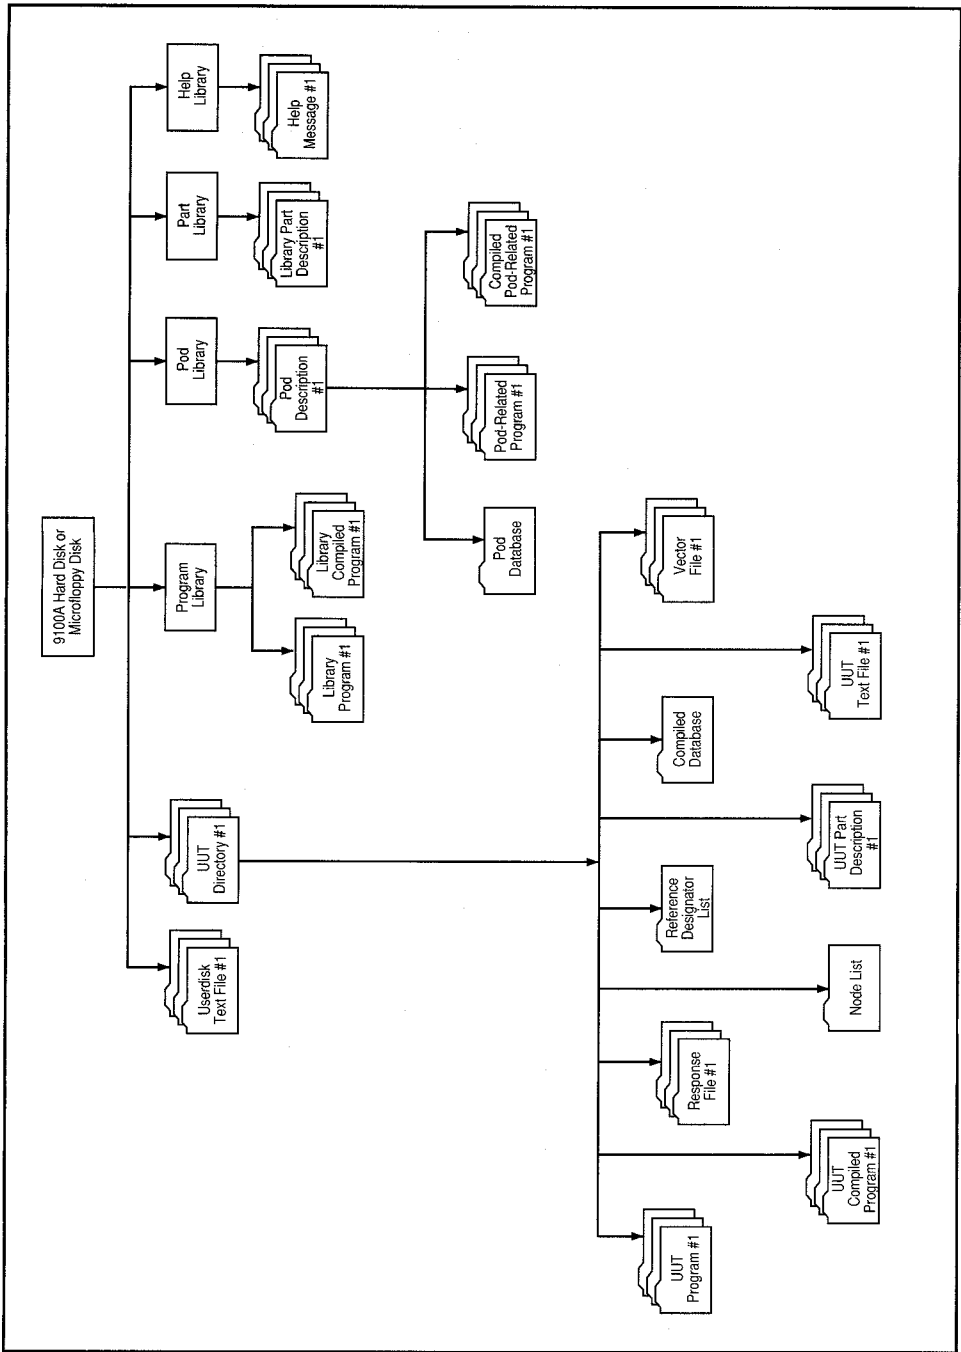 9100A Hard Disk or
Microfloppy Disk
Userdisk
Text File #1
UUT
Directory #1
Program
Library
Pod
Library
Part
Library
Help
Library
Library
Program #1
Library
Compiled
Program #1
Pod
Description
#1
Library Part
Description
#1
Help
Message #1
Pod
Database
Pod-Related
Program #1
Compiled
Pod-Related
Program #1
UUT
Program #1
Response
File #1
Reference
Designator
List
Compiled
Database
Vector
File #1
UUT
Compiled
Program #1
Node List
UUT Part
Description
#1
UUT
Text File #1